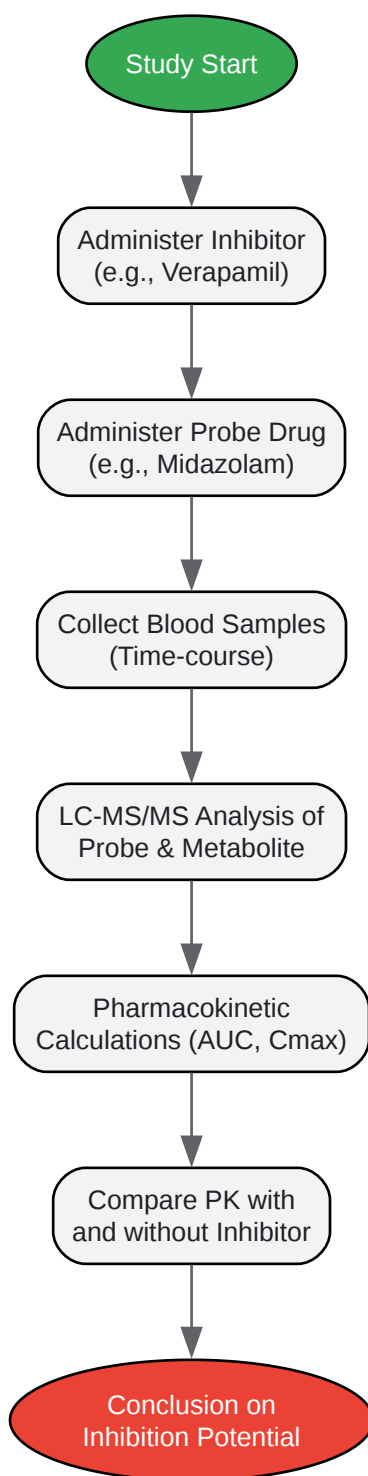 Study Start
Administer Inhibitor
(e.g., Verapamil)
Administer Probe Drug
(e.g., Midazolam)
Collect Blood Samples
(Time-course)
LC-MS/MS Analysis of
Probe & Metabolite
Pharmacokinetic
Calculations (AUC, Cmax)
Compare PK with
and without Inhibitor
Conclusion on
Inhibition Potential